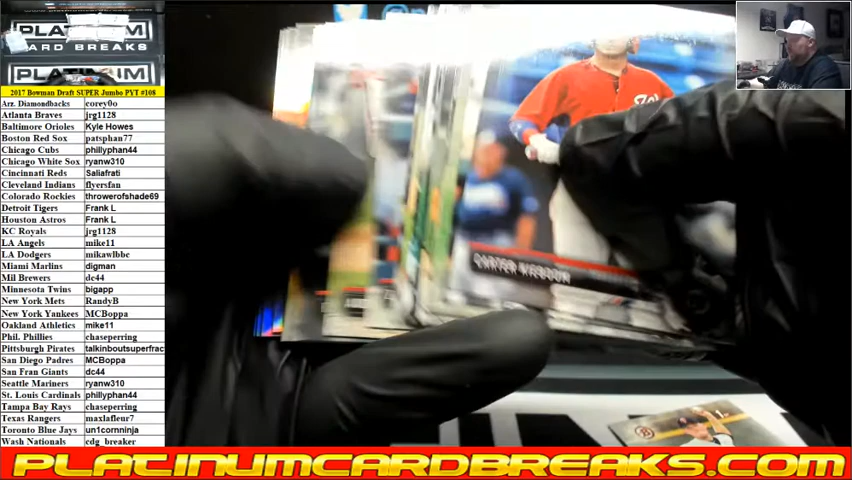 PLATINUM
CARD BREAKS
PLATINUM
2017 Bowman Draft SUPER Jumbo PYT #108
Arz. Diamondbacks corey0o
Atlanta Braves jrg1128
Baltimore Orioles Kyle Howes
Boston Red Sox patsphan77
Chicago Cubs phillyphan44
Chicago White Sox ryanw310
Cincinnati Reds Saliafrati
Cleveland Indians flyersfan
Colorado Rockies throwerofshade69
Detroit Tigers Frank L
Houston Astros Frank L
KC Royals jrg1128
LA Angels mike11
LA Dodgers mikawlbbc
Miami Marlins digman
Mil Brewers dc44
Minnesota Twins bigapp
New York Mets RandyB
New York Yankees MCBoppa
Oakland Athletics mike11
Phil. Phillies chaseperring
Pittsburgh Pirates talkinboutsuperfrac
San Diego Padres MCBoppa
San Fran Giants dc44
Seattle Mariners ryanw310
St. Louis Cardinals phillyphan44
Tampa Bay Rays chaseperring
Texas Rangers maxlafleur7
Toronto Blue Jays un1cornninja
Wash Nationals cdg_breaker
CARTER KIEBOOM
PLATINUMCARDBREAKS.COM